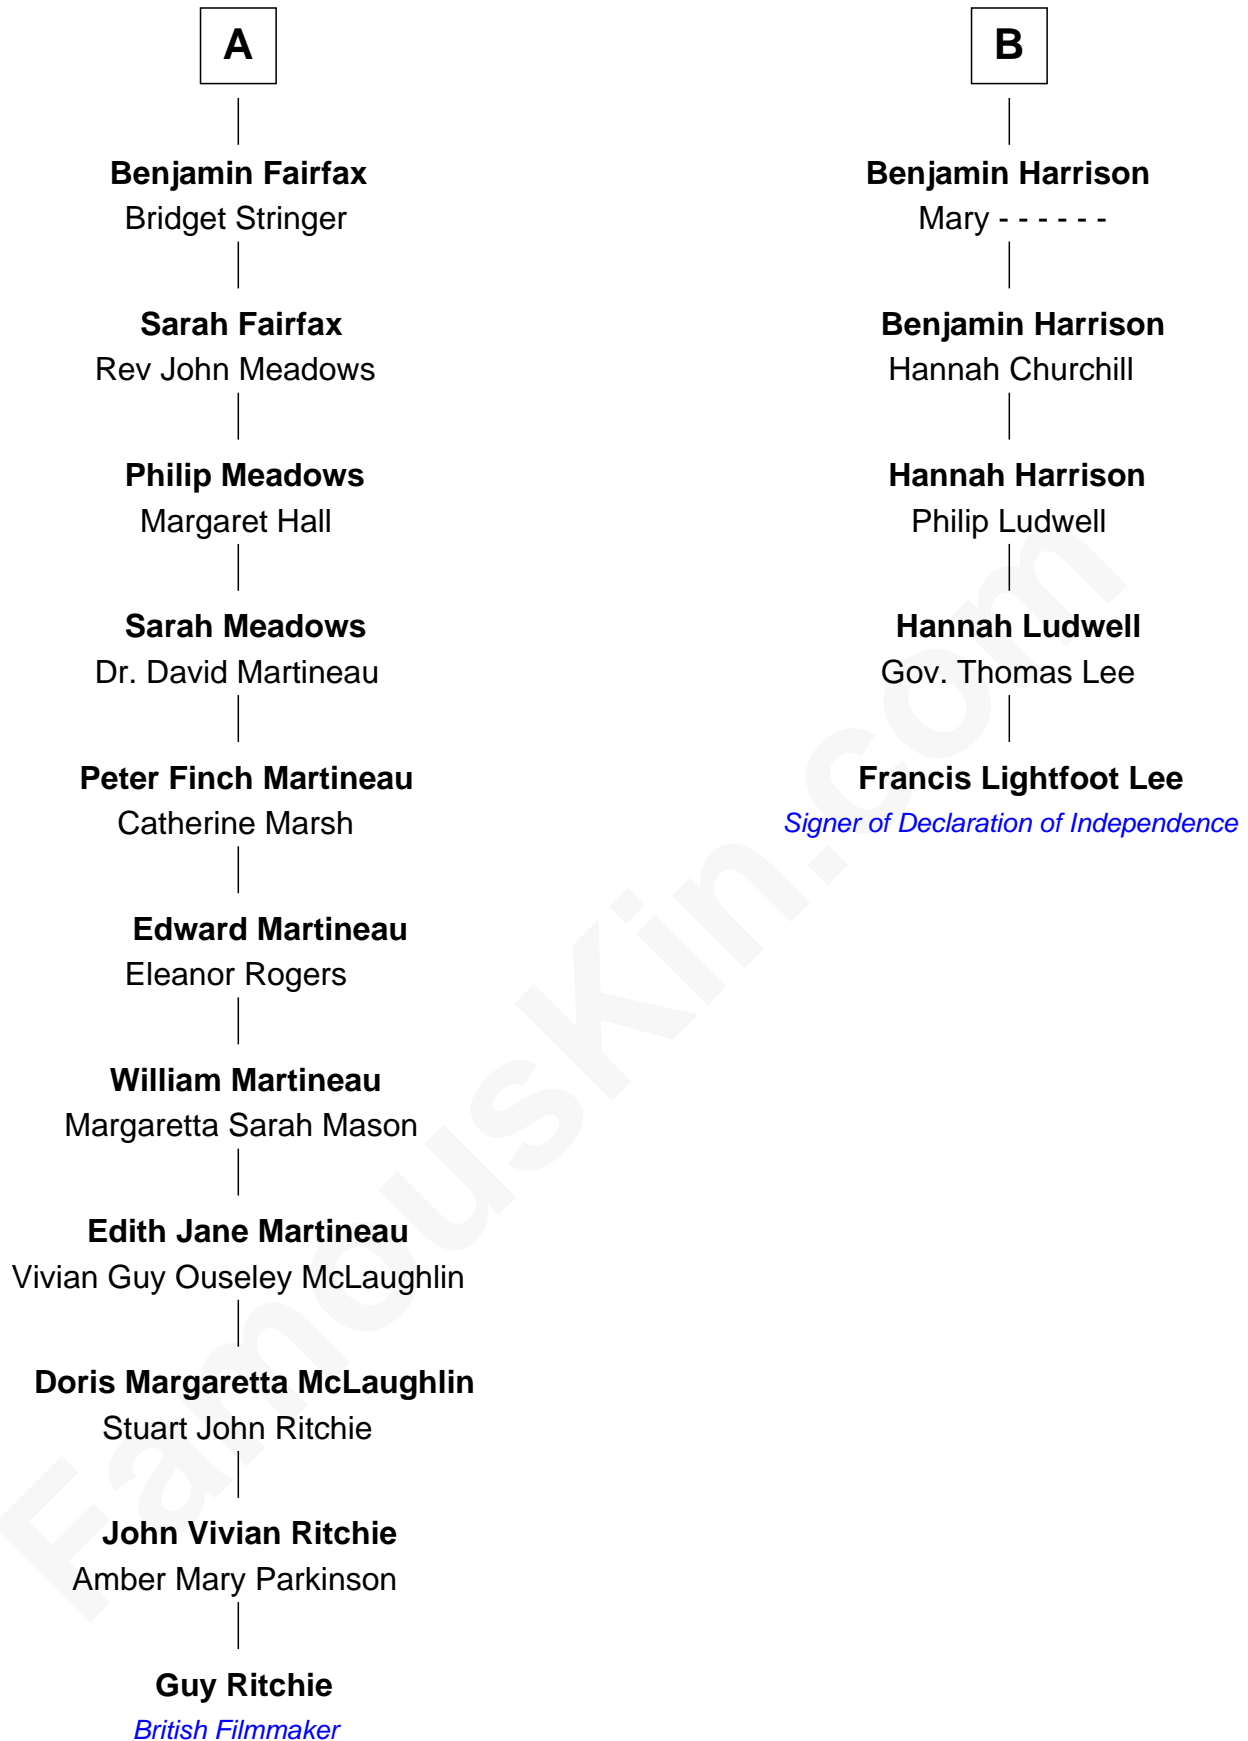 A
Benjamin Fairfax
Bridget Stringer
Sarah Fairfax
Rev John Meadows
Philip Meadows
Margaret Hall
Sarah Meadows
Dr. David Martineau
Peter Finch Martineau
Catherine Marsh
Edward Martineau
Eleanor Rogers
William Martineau
Margaretta Sarah Mason
Edith Jane Martineau
Vivian Guy Ouseley McLaughlin
Doris Margaretta McLaughlin
Stuart John Ritchie
John Vivian Ritchie
Amber Mary Parkinson
Guy Ritchie
British Filmmaker
B
Benjamin Harrison
Mary - - - - - -
Benjamin Harrison
Hannah Churchill
Hannah Harrison
Philip Ludwell
Hannah Ludwell
Gov. Thomas Lee
Francis Lightfoot Lee
Signer of Declaration of Independence
FamousKin.com